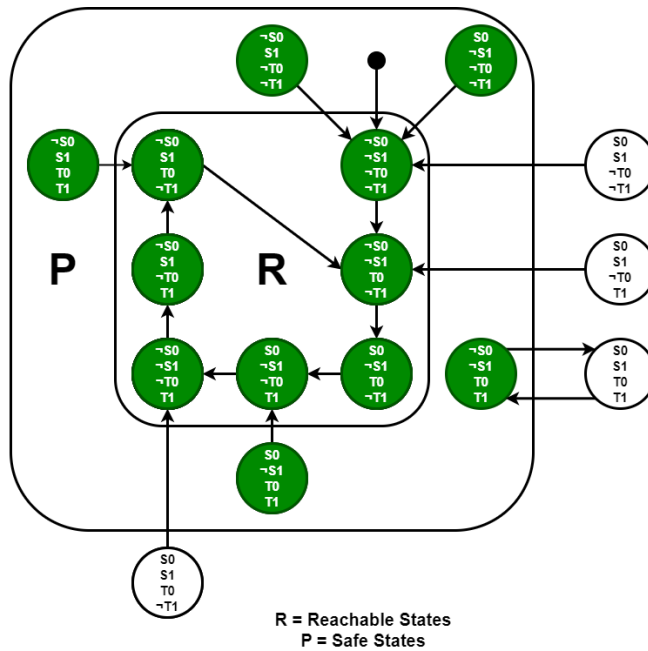 ¬S0
S1
¬T0
¬T1
S0
¬S1
¬T0
¬T1
¬S0
S1
T0
T1
¬S0
S1
T0
¬T1
¬S0
¬S1
¬T0
¬T1
S0
S1
¬T0
¬T1
P
¬S0
S1
¬T0
T1
R
¬S0
¬S1
T0
¬T1
S0
S1
¬T0
T1
¬S0
¬S1
¬T0
T1
S0
¬S1
¬T0
T1
S0
¬S1
T0
¬T1
¬S0
¬S1
T0
T1
S0
S1
T0
T1
S0
¬S1
T0
T1
S0
S1
T0
¬T1
R = Reachable States
P = Safe States